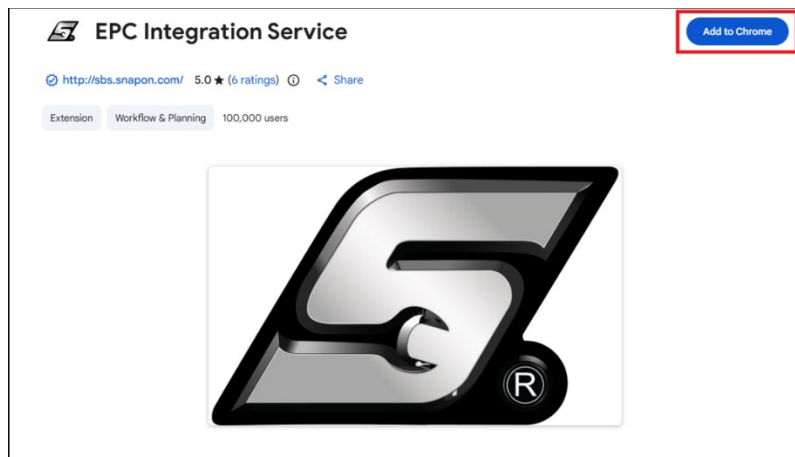 EPC Integration Service
Add to Chrome
http://sbs.snapon.com/ 5.0 ★ (6 ratings) Share
Extension Workflow & Planning 100,000 users
®